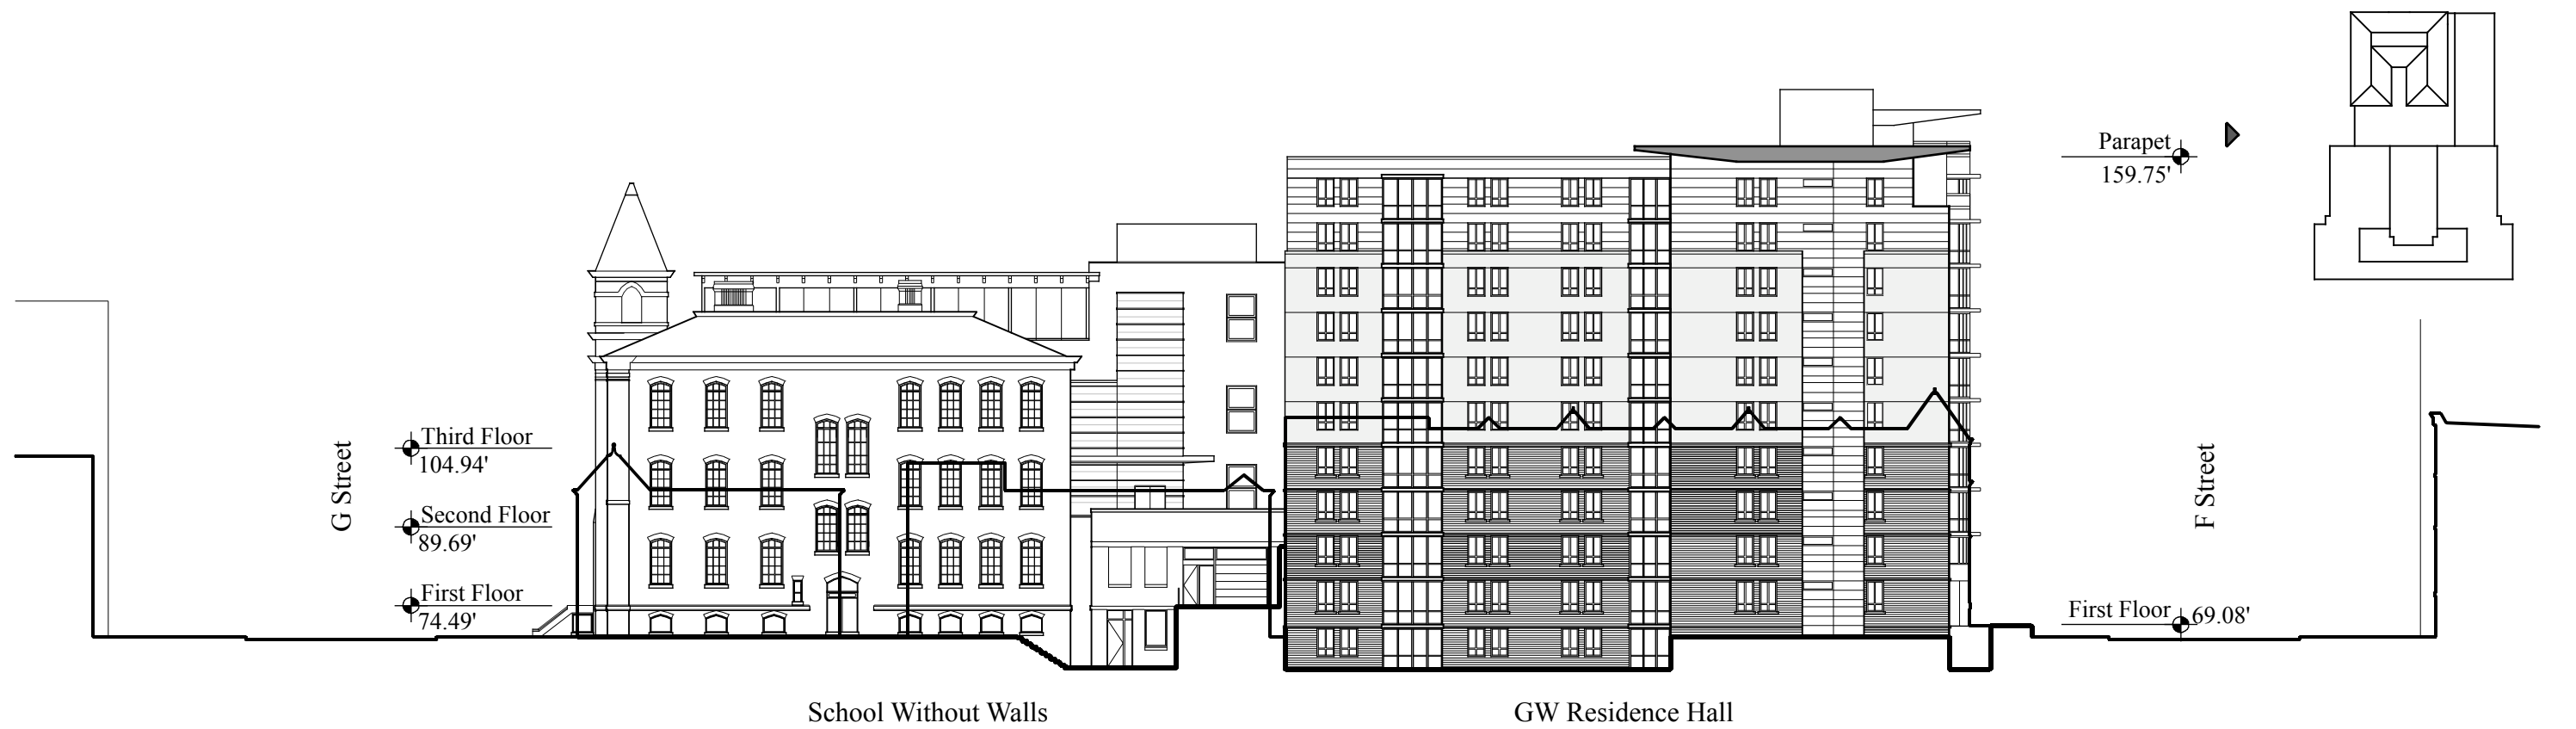 G Street
Third Floor
104.94'
Second Floor
89.69'
First Floor
74.49'
Parapet
159.75'
F Street
First Floor 69.08'
School Without Walls
GW Residence Hall